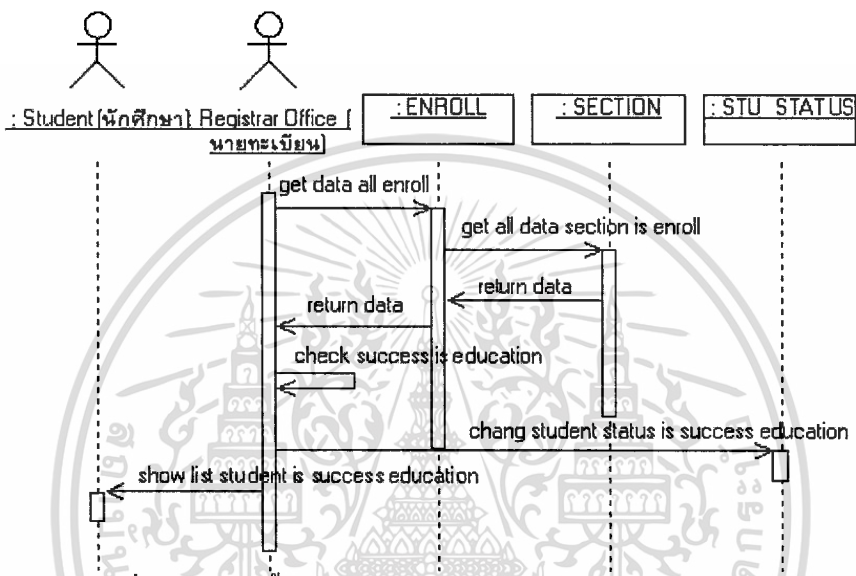 : Student (นักศึกษา) Registrar Office (
นายทะเบียน)
: ENROLL
: SECTION
: STU STATUS
get data all enroll
get all data section is enroll
return data
return data
check success is education
chang student status is success education
show list student is success education